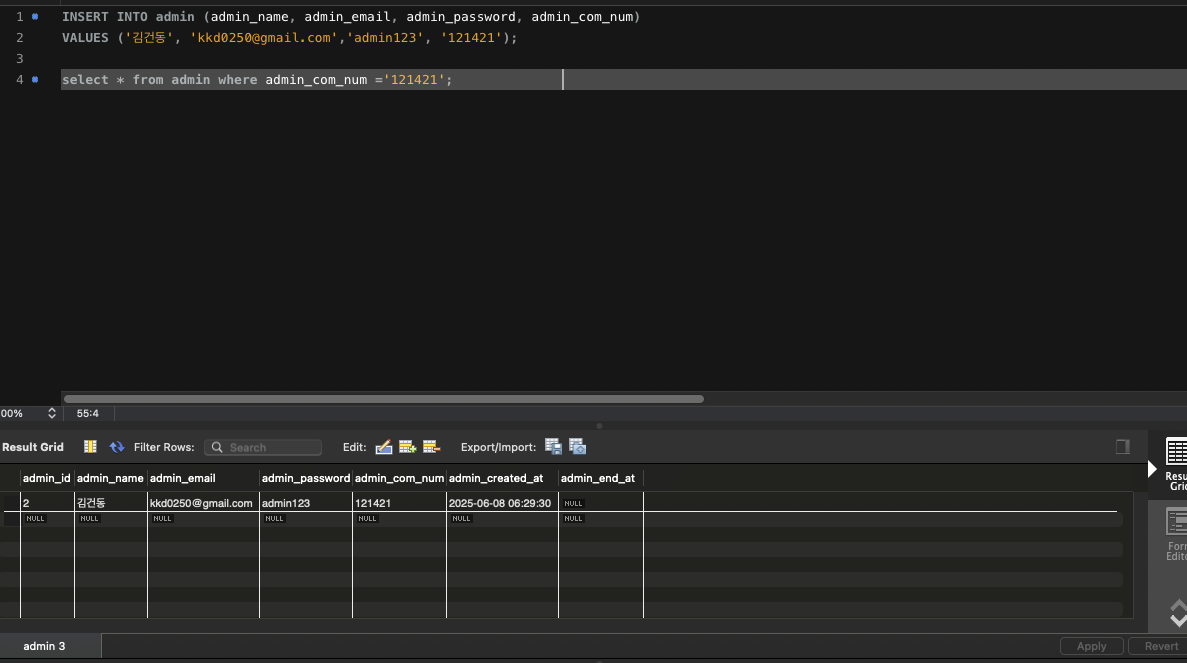 1 INSERT INTO admin (admin_name, admin_email, admin_password, admin_com_num)
2 VALUES ('김건동', 'kkd0250@gmail.com','admin123', '121421');
3
4 select * from admin where admin_com_num ='121421';
00% 55:4
Result Grid Filter Rows: Search Edit: Export/Import:
admin_id admin_name admin_email admin_password admin_com_num admin_created_at admin_end_at
2 김건동 kkd0250@gmail.com admin123 121421 2025-06-08 06:29:30 NULL
NULL NULL NULL NULL NULL NULL NULL
Resu
Grid
Forr
Edito
admin 3 Apply Revert